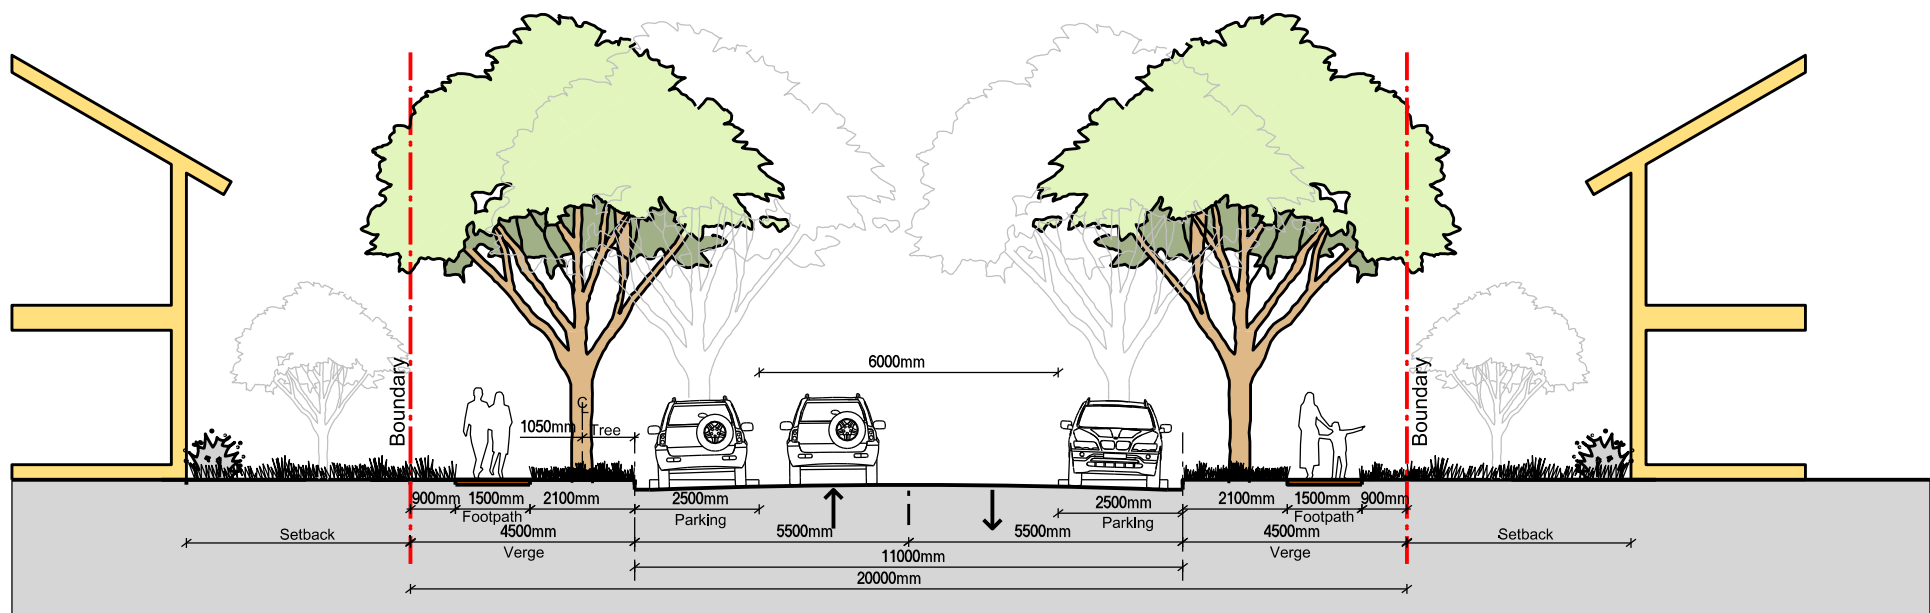 6000mm
Boundary
Boundary
CL
1050mm Tree
900mm 1500mm 2100mm 2500mm 2100mm 1500mm 900mm
Footpath Parking 2500mm Footpath
Parking
Setback 4500mm 5500mm 5500mm 4500mm Setback
Verge Verge
11000mm
20000mm